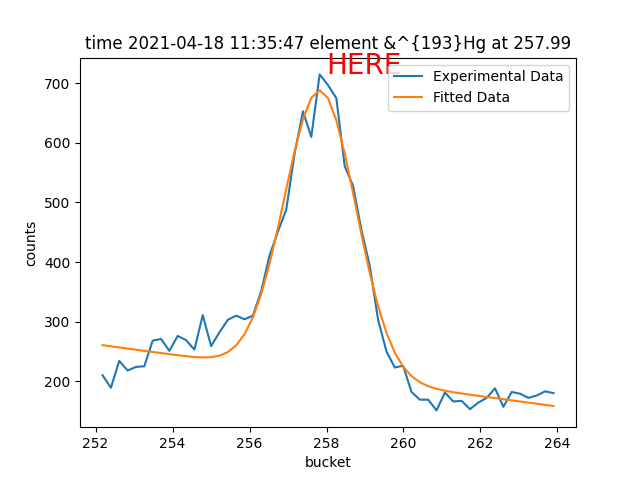 time 2021-04-18 11:35:47 element &^{193}Hg at 257.99
HERE
Experimental Data
Fitted Data
counts
700
600
500
400
300
200
252
254
256
258
260
262
264
bucket